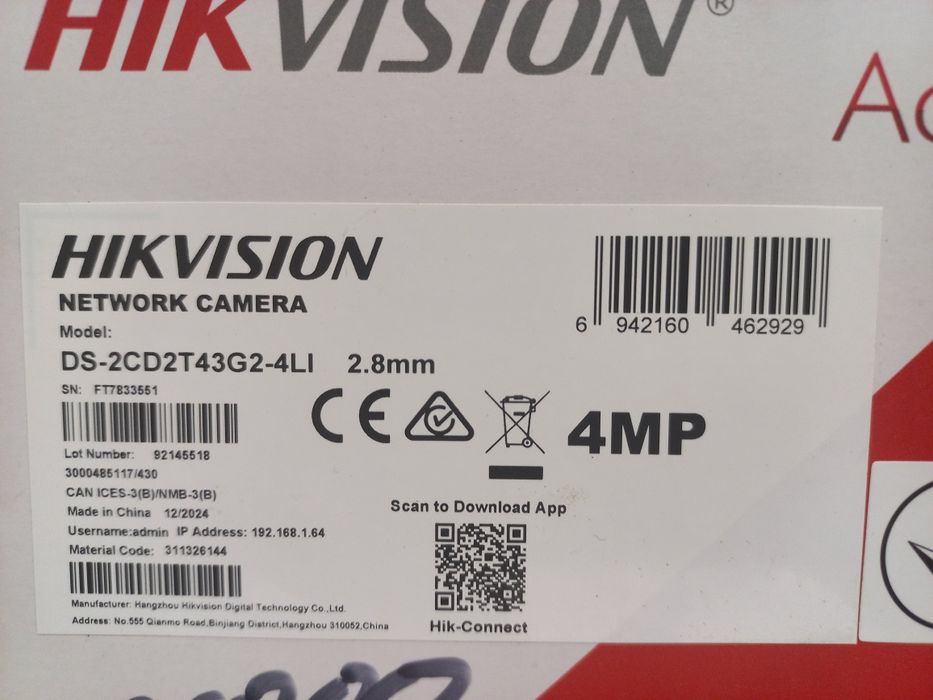 HIKVISION®
Ac
HIKVISION
NETWORK CAMERA
Model:
DS-2CD2T43G2-4LI 2.8mm
SN: FT7833551
Lot Number: 92145518
3000485117/430
CAN ICES-3(B)/NMB-3(B)
Made in China 12/2024
Username:admin IP Address: 192.168.1.64
Material Code: 311326144
Manufacturer: Hangzhou Hikvision Digital Technology Co.,Ltd.
Address: No.555 Qianmo Road,Binjiang District,Hangzhou 310052,China
6 942160 462929
CE
4MP
Scan to Download App
Hik-Connect